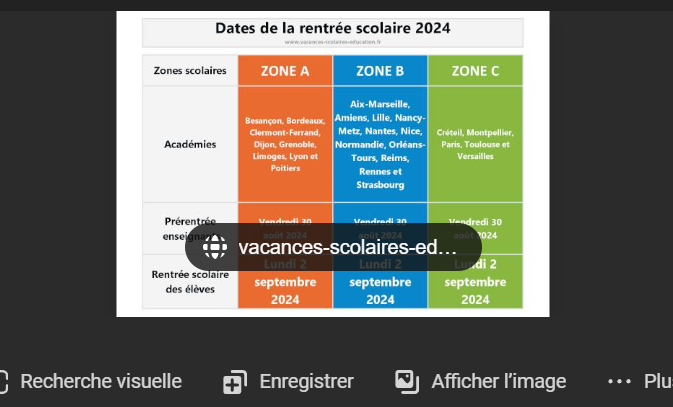 Dates de la rentrée scolaire 2024
www.vacances-scolaires-education.fr
Zones scolaires
ZONE A
ZONE B
ZONE C
Académies
Besançon, Bordeaux,
Clermont-Ferrand,
Dijon, Grenoble,
Limoges, Lyon et
Poitiers
Aix-Marseille,
Amiens, Lille, Nancy-
Metz, Nantes, Nice,
Normandie, Orléans-
Tours, Reims,
Rennes et
Strasbourg
Créteil, Montpellier,
Paris, Toulouse et
Versailles
Prérentrée
enseignants
Vendredi 30
août 2024
Vendredi 30
août 2024
Vendredi 30
août 2024
vacances-scolaires-ed...
Rentrée scolaire
des élèves
Lundi 2
septembre
2024
Lundi 2
septembre
2024
Lundi 2
septembre
2024
Recherche visuelle
Enregistrer
Afficher l'image
... Plu